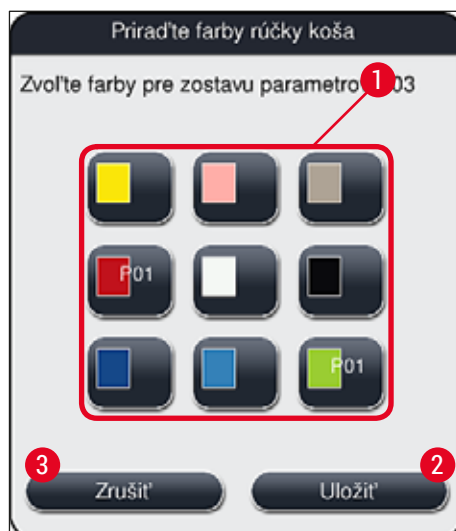 Priraďte farby rúčky koša
Zvoľte farby pre zostavu parametro 03
1
P01
P01
3
2
Zrušiť
Uložiť